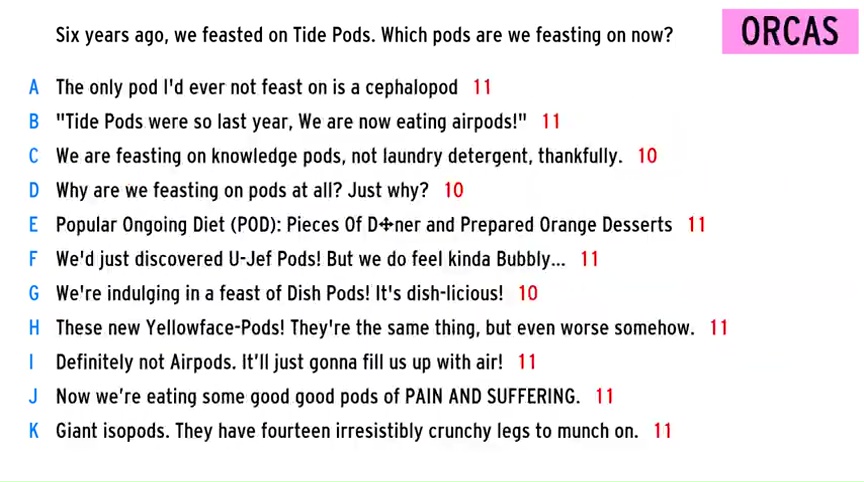 Six years ago, we feasted on Tide Pods. Which pods are we feasting on now?
ORCAS
A The only pod I'd ever not feast on is a cephalopod 11
B "Tide Pods were so last year, We are now eating airpods!" 11
C We are feasting on knowledge pods, not laundry detergent, thankfully. 10
D Why are we feasting on pods at all? Just why? 10
E Popular Ongoing Diet (POD): Pieces Of D✢ner and Prepared Orange Desserts 11
F We'd just discovered U-Jef Pods! But we do feel kinda Bubbly... 11
G We're indulging in a feast of Dish Pods! It's dish-licious! 10
H These new Yellowface-Pods! They're the same thing, but even worse somehow. 11
I Definitely not Airpods. It’ll just gonna fill us up with air! 11
J Now we’re eating some good good pods of PAIN AND SUFFERING. 11
K Giant isopods. They have fourteen irresistibly crunchy legs to munch on. 11